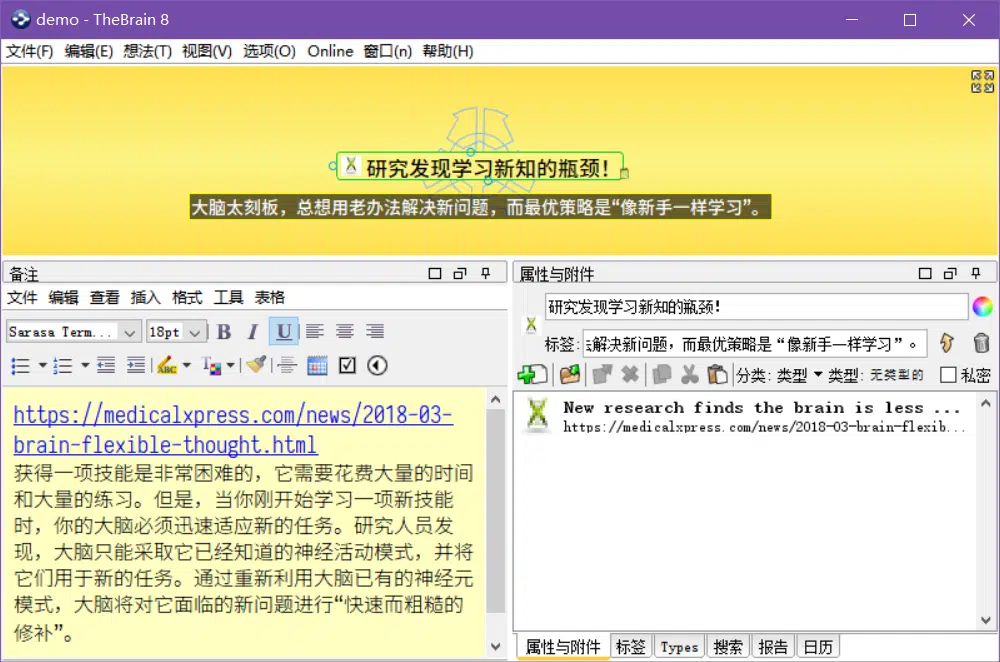 demo - TheBrain 8
文件(F) 编辑(E) 想法(T) 视图(V) 选项(O) Online 窗口(n) 帮助(H)
研究发现学习新知的瓶颈！
大脑太刻板，总想用老办法解决新问题，而最优策略是“像新手一样学习”。
备注
文件 编辑 查看 插入 格式 工具 表格
Sarasa Term... 18pt B I U
ABC T
https://medicalxpress.com/news/2018-03-
brain-flexible-thought.html
获得一项技能是非常困难的，它需要花费大量的时间
和大量的练习。但是，当你刚开始学习一项新技能
时，你的大脑必须迅速适应新的任务。研究人员发
现，大脑只能采取它已经知道的神经活动模式，并将
它们用于新的任务。通过重新利用大脑已有的神经元
模式，大脑将对它面临的新问题进行“快速而粗糙的
修补”。
属性与附件
研究发现学习新知的瓶颈！
标签: 解决新问题，而最优策略是“像新手一样学习”。
分类: 类型 类型: 无类型的 私密
New research finds the brain is less ...
https://medicalxpress.com/news/2018-03-brain-flexib...
属性与附件 标签 Types 搜索 报告 日历